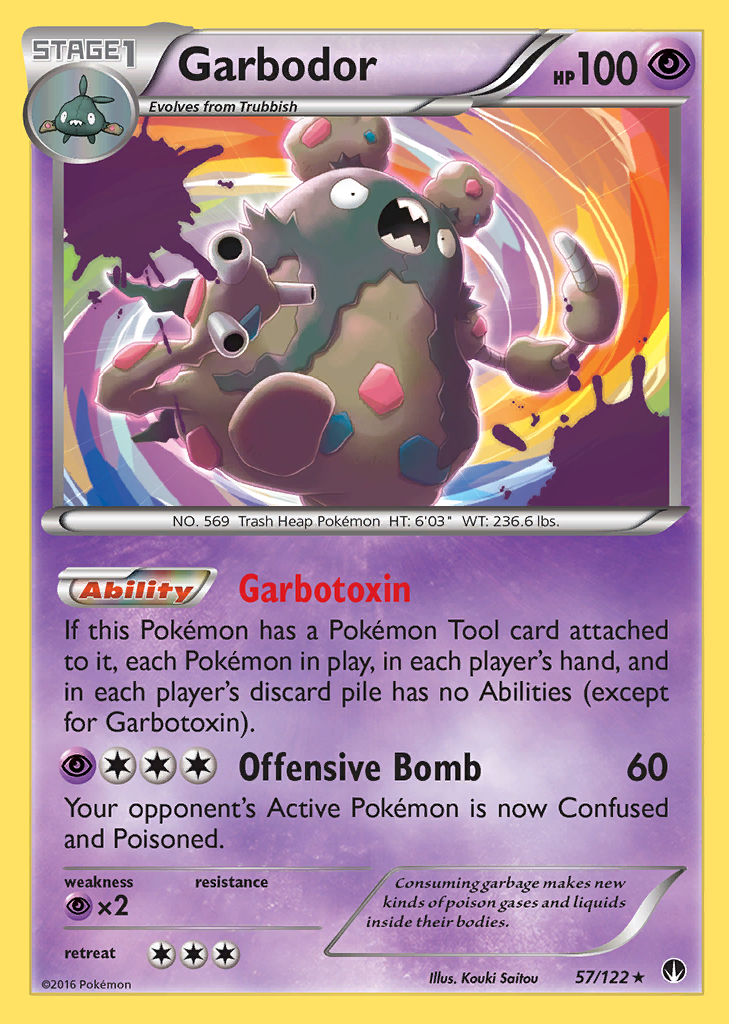 STAGE1
Garbodor
HP100
Evolves from Trubbish
NO. 569 Trash Heap Pokémon HT: 6'03" WT: 236.6 lbs.
Ability Garbotoxin
If this Pokémon has a Pokémon Tool card attached
to it, each Pokémon in play, in each player's hand, and
in each player's discard pile has no Abilities (except
for Garbotoxin).
Offensive Bomb 60
Your opponent's Active Pokémon is now Confused
and Poisoned.
weakness resistance
×2
Consuming garbage makes new
kinds of poison gases and liquids
inside their bodies.
retreat
©2016 Pokémon
Illus. Kouki Saitou
57/122 ★